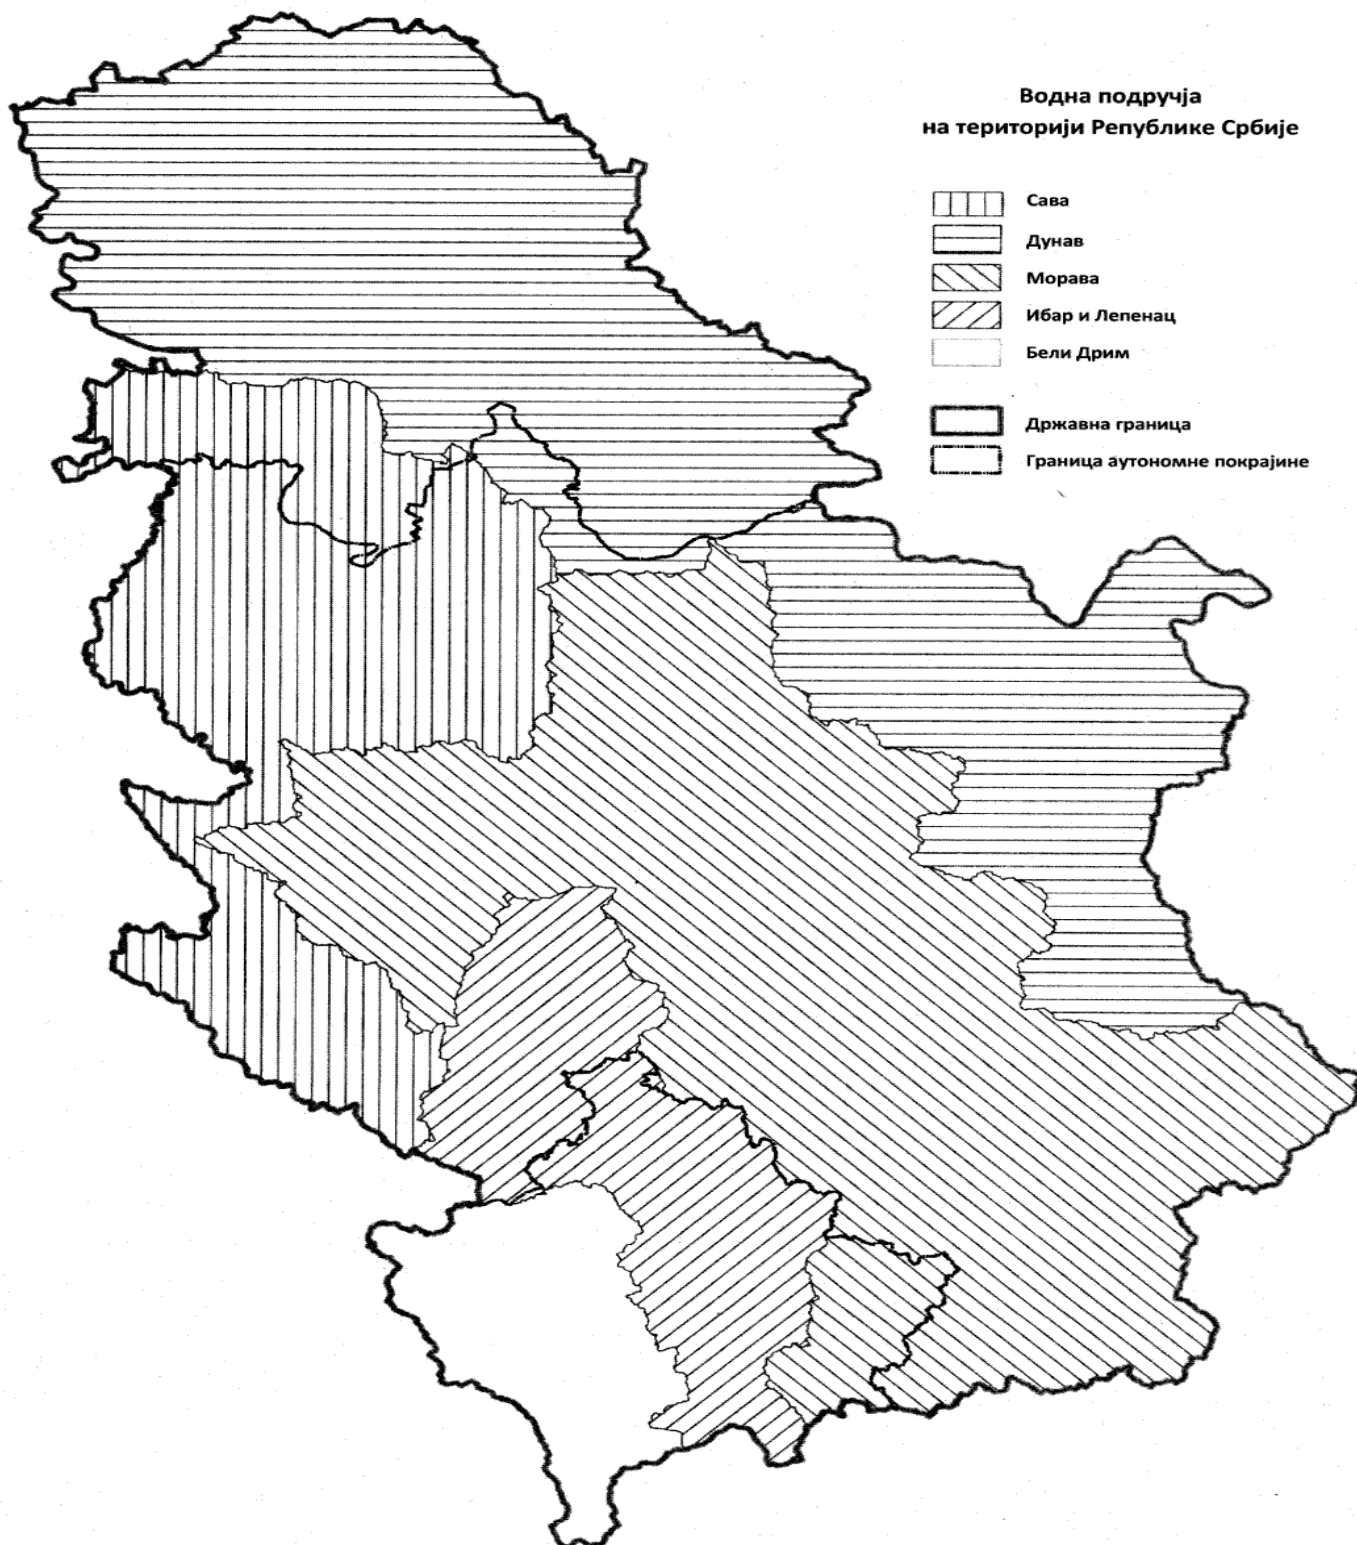 Водна подручја
на територији Републике Србије
Сава
Дунав
Морава
Ибар и Лепенац
Бели Дрим
Државна граница
Граница аутономне покрајине